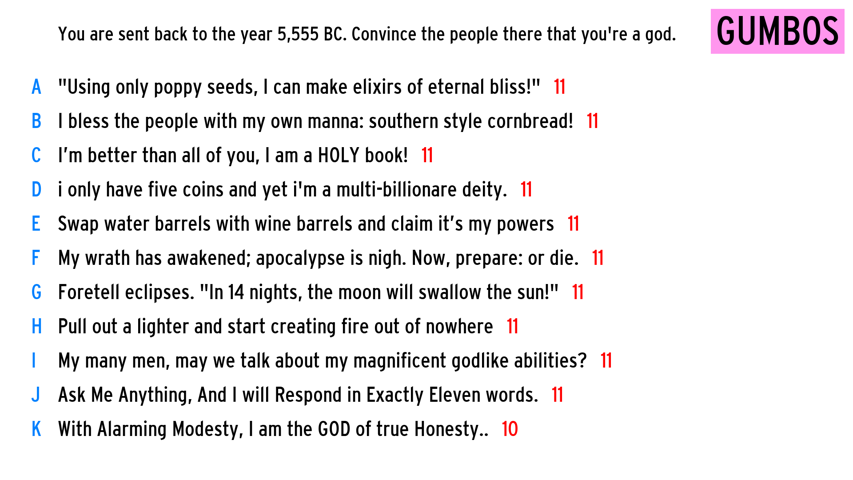 You are sent back to the year 5,555 BC. Convince the people there that you're a god.
GUMBOS
A "Using only poppy seeds, I can make elixirs of eternal bliss!" 11
B I bless the people with my own manna: southern style cornbread! 11
C I'm better than all of you, I am a HOLY book! 11
D i only have five coins and yet i'm a multi-billionare deity. 11
E Swap water barrels with wine barrels and claim it's my powers 11
F My wrath has awakened; apocalypse is nigh. Now, prepare: or die. 11
G Foretell eclipses. "In 14 nights, the moon will swallow the sun!" 11
H Pull out a lighter and start creating fire out of nowhere 11
I My many men, may we talk about my magnificent godlike abilities? 11
J Ask Me Anything, And I will Respond in Exactly Eleven words. 11
K With Alarming Modesty, I am the GOD of true Honesty.. 10